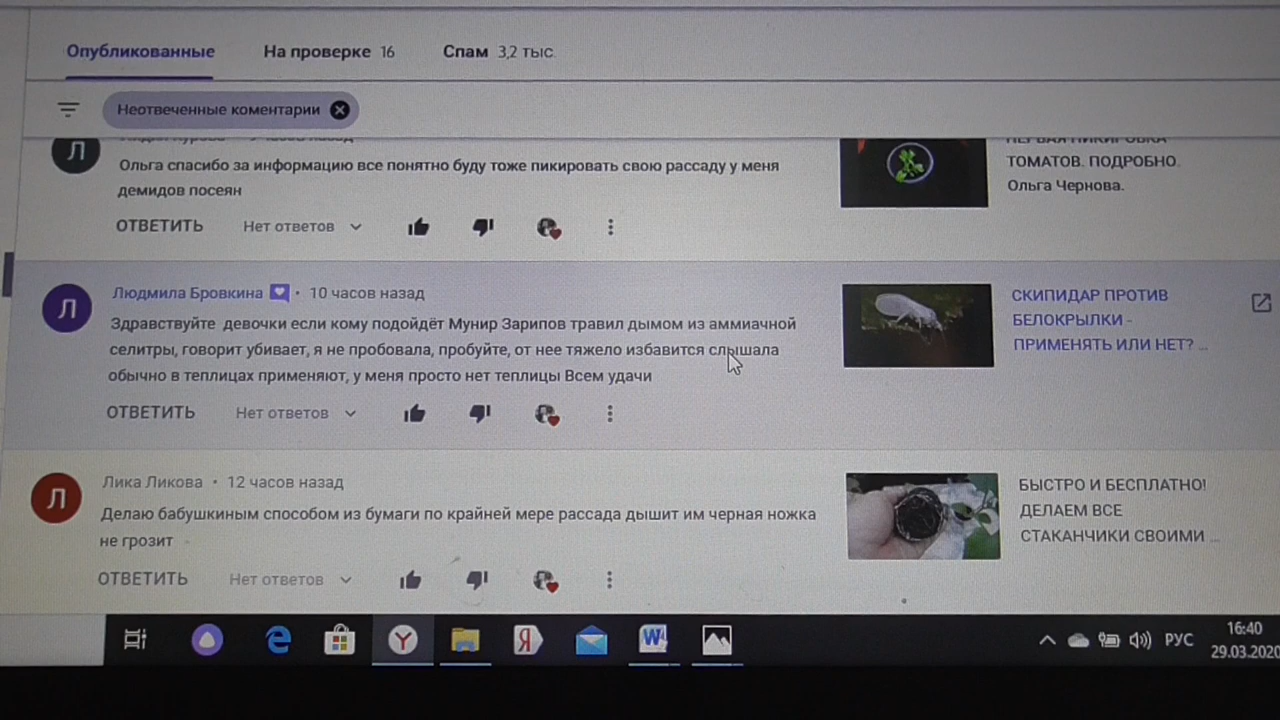 Опубликованные На проверке 16 Спам 3,2 тыс.
Неотвеченные коментарии
ПЕРВАЯ ПИКИРОВКА
Ольга спасибо за информацию все понятно буду тоже пикировать свою рассаду у меня
демидов посеян
ТОМАТОВ. ПОДРОБНО.
Ольга Чернова.
ОТВЕТИТЬ Нет ответов
Людмила Бровкина • 10 часов назад
Здравствуйте девочки если кому подойдёт Мунир Зарипов травил дымом из аммиачной
селитры, говорит убивает, я не пробовала, пробуйте, от нее тяжело избавится слышала
обычно в теплицах применяют, у меня просто нет теплицы Всем удачи
СКИПИДАР ПРОТИВ
БЕЛОКРЫЛКИ -
ПРИМЕНЯТЬ ИЛИ НЕТ? ...
ОТВЕТИТЬ Нет ответов
Лика Ликова • 12 часов назад
Делаю бабушкиным способом из бумаги по крайней мере рассада дышит им черная ножка
не грозит
БЫСТРО И БЕСПЛАТНО!
ДЕЛАЕМ ВСЕ
СТАКАНЧИКИ СВОИМИ ...
ОТВЕТИТЬ Нет ответов
РУС
16:40
29.03.2020